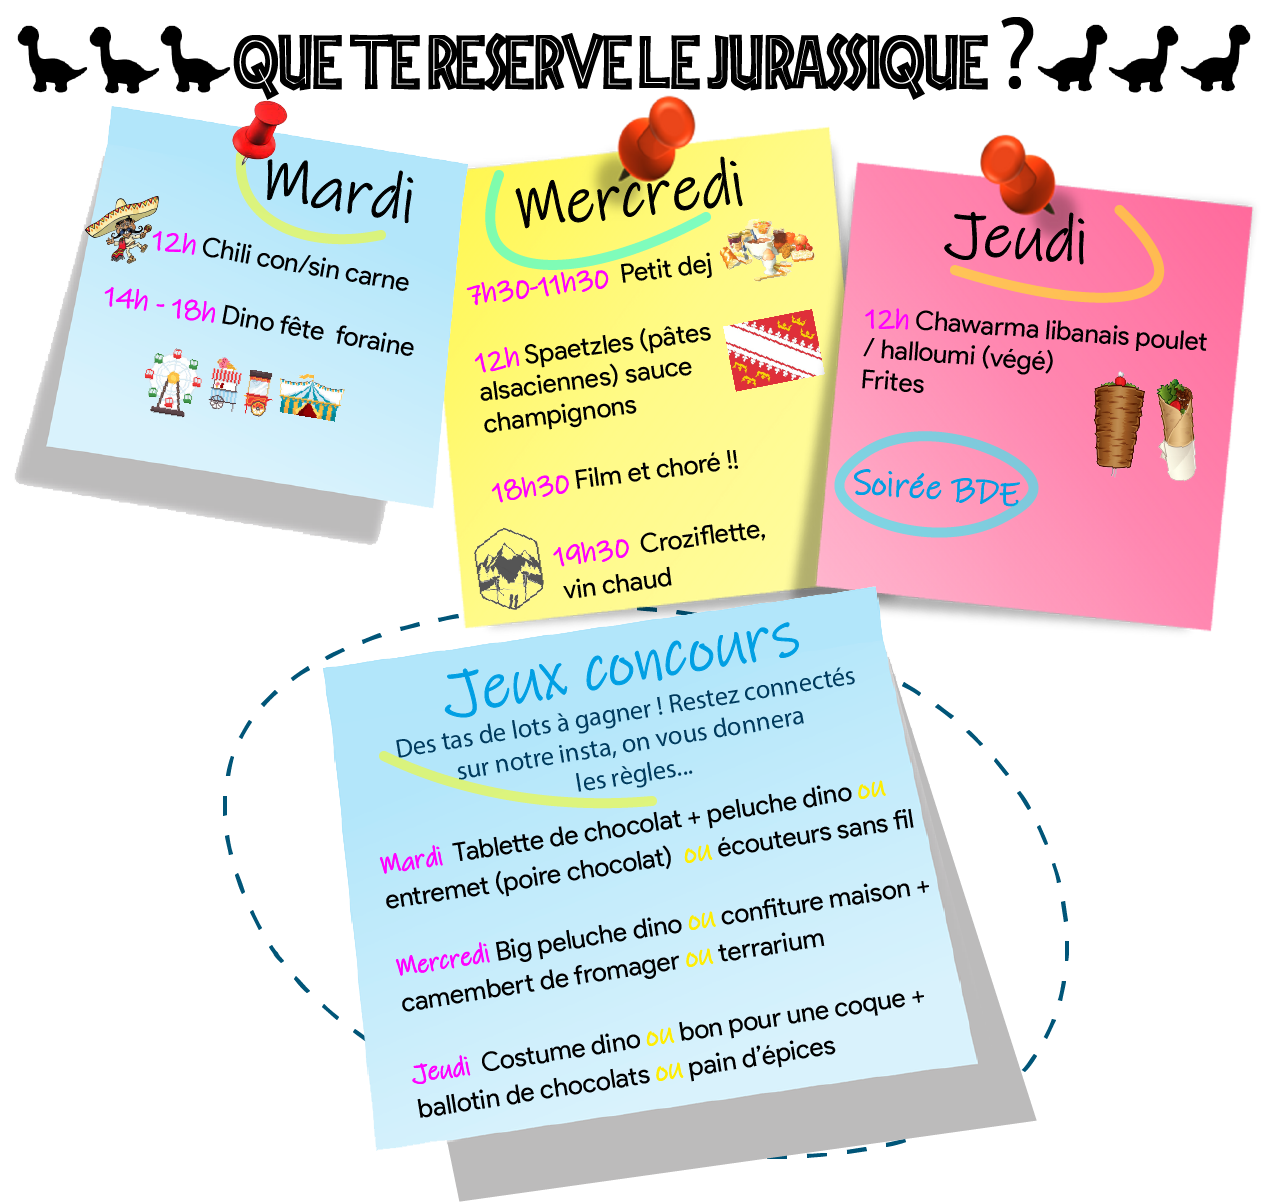 QUE TE RESERVE LE JURASSIQUE ?
Mardi
12h Chili con/sin carne
14h - 18h Dino fête foraine
Mercredi
7h30-11h30 Petit dej
12h Spaetzles (pâtes
alsaciennes) sauce
champignons
18h30 Film et choré !!
19h30 Croziflette,
vin chaud
Jeudi
12h Chawarma libanais poulet
/ halloumi (végé)
Frites
Soirée BDE
Jeux concours
Des tas de lots à gagner ! Restez connectés
sur notre insta, on vous donnera
les règles...
Mardi Tablette de chocolat + peluche dino ou
entremet (poire chocolat) ou écouteurs sans fil
Mercredi Big peluche dino ou confiture maison +
camembert de fromager ou terrarium
Jeudi Costume dino ou bon pour une coque +
ballotin de chocolats ou pain d'épices